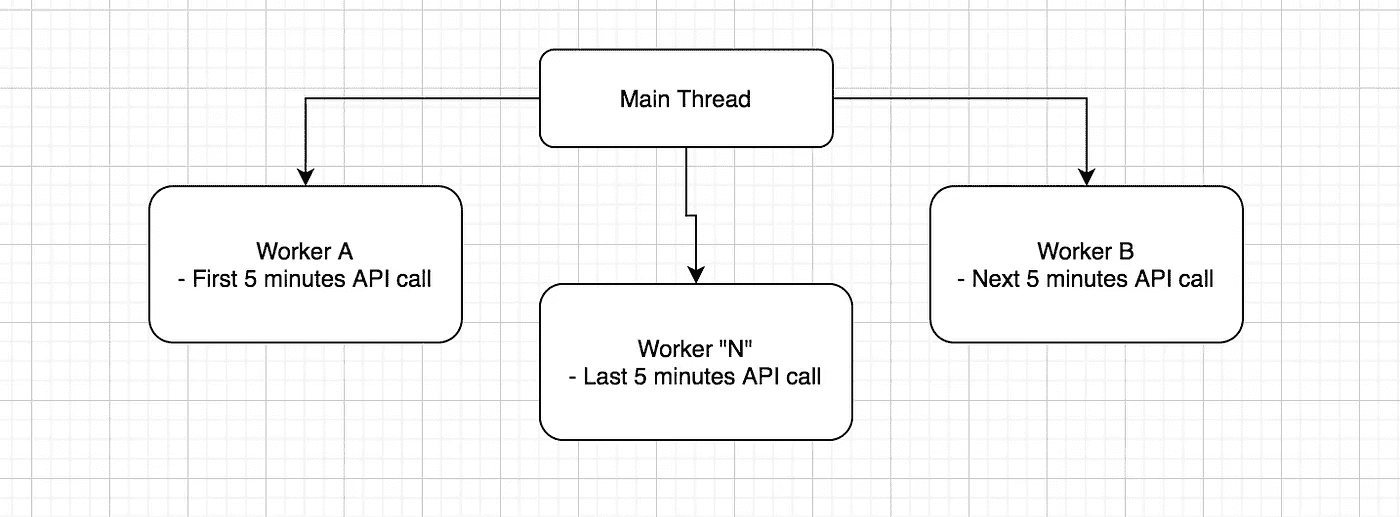 Main Thread
Worker A
- First 5 minutes API call
Worker B
- Next 5 minutes API call
Worker "N"
- Last 5 minutes API call